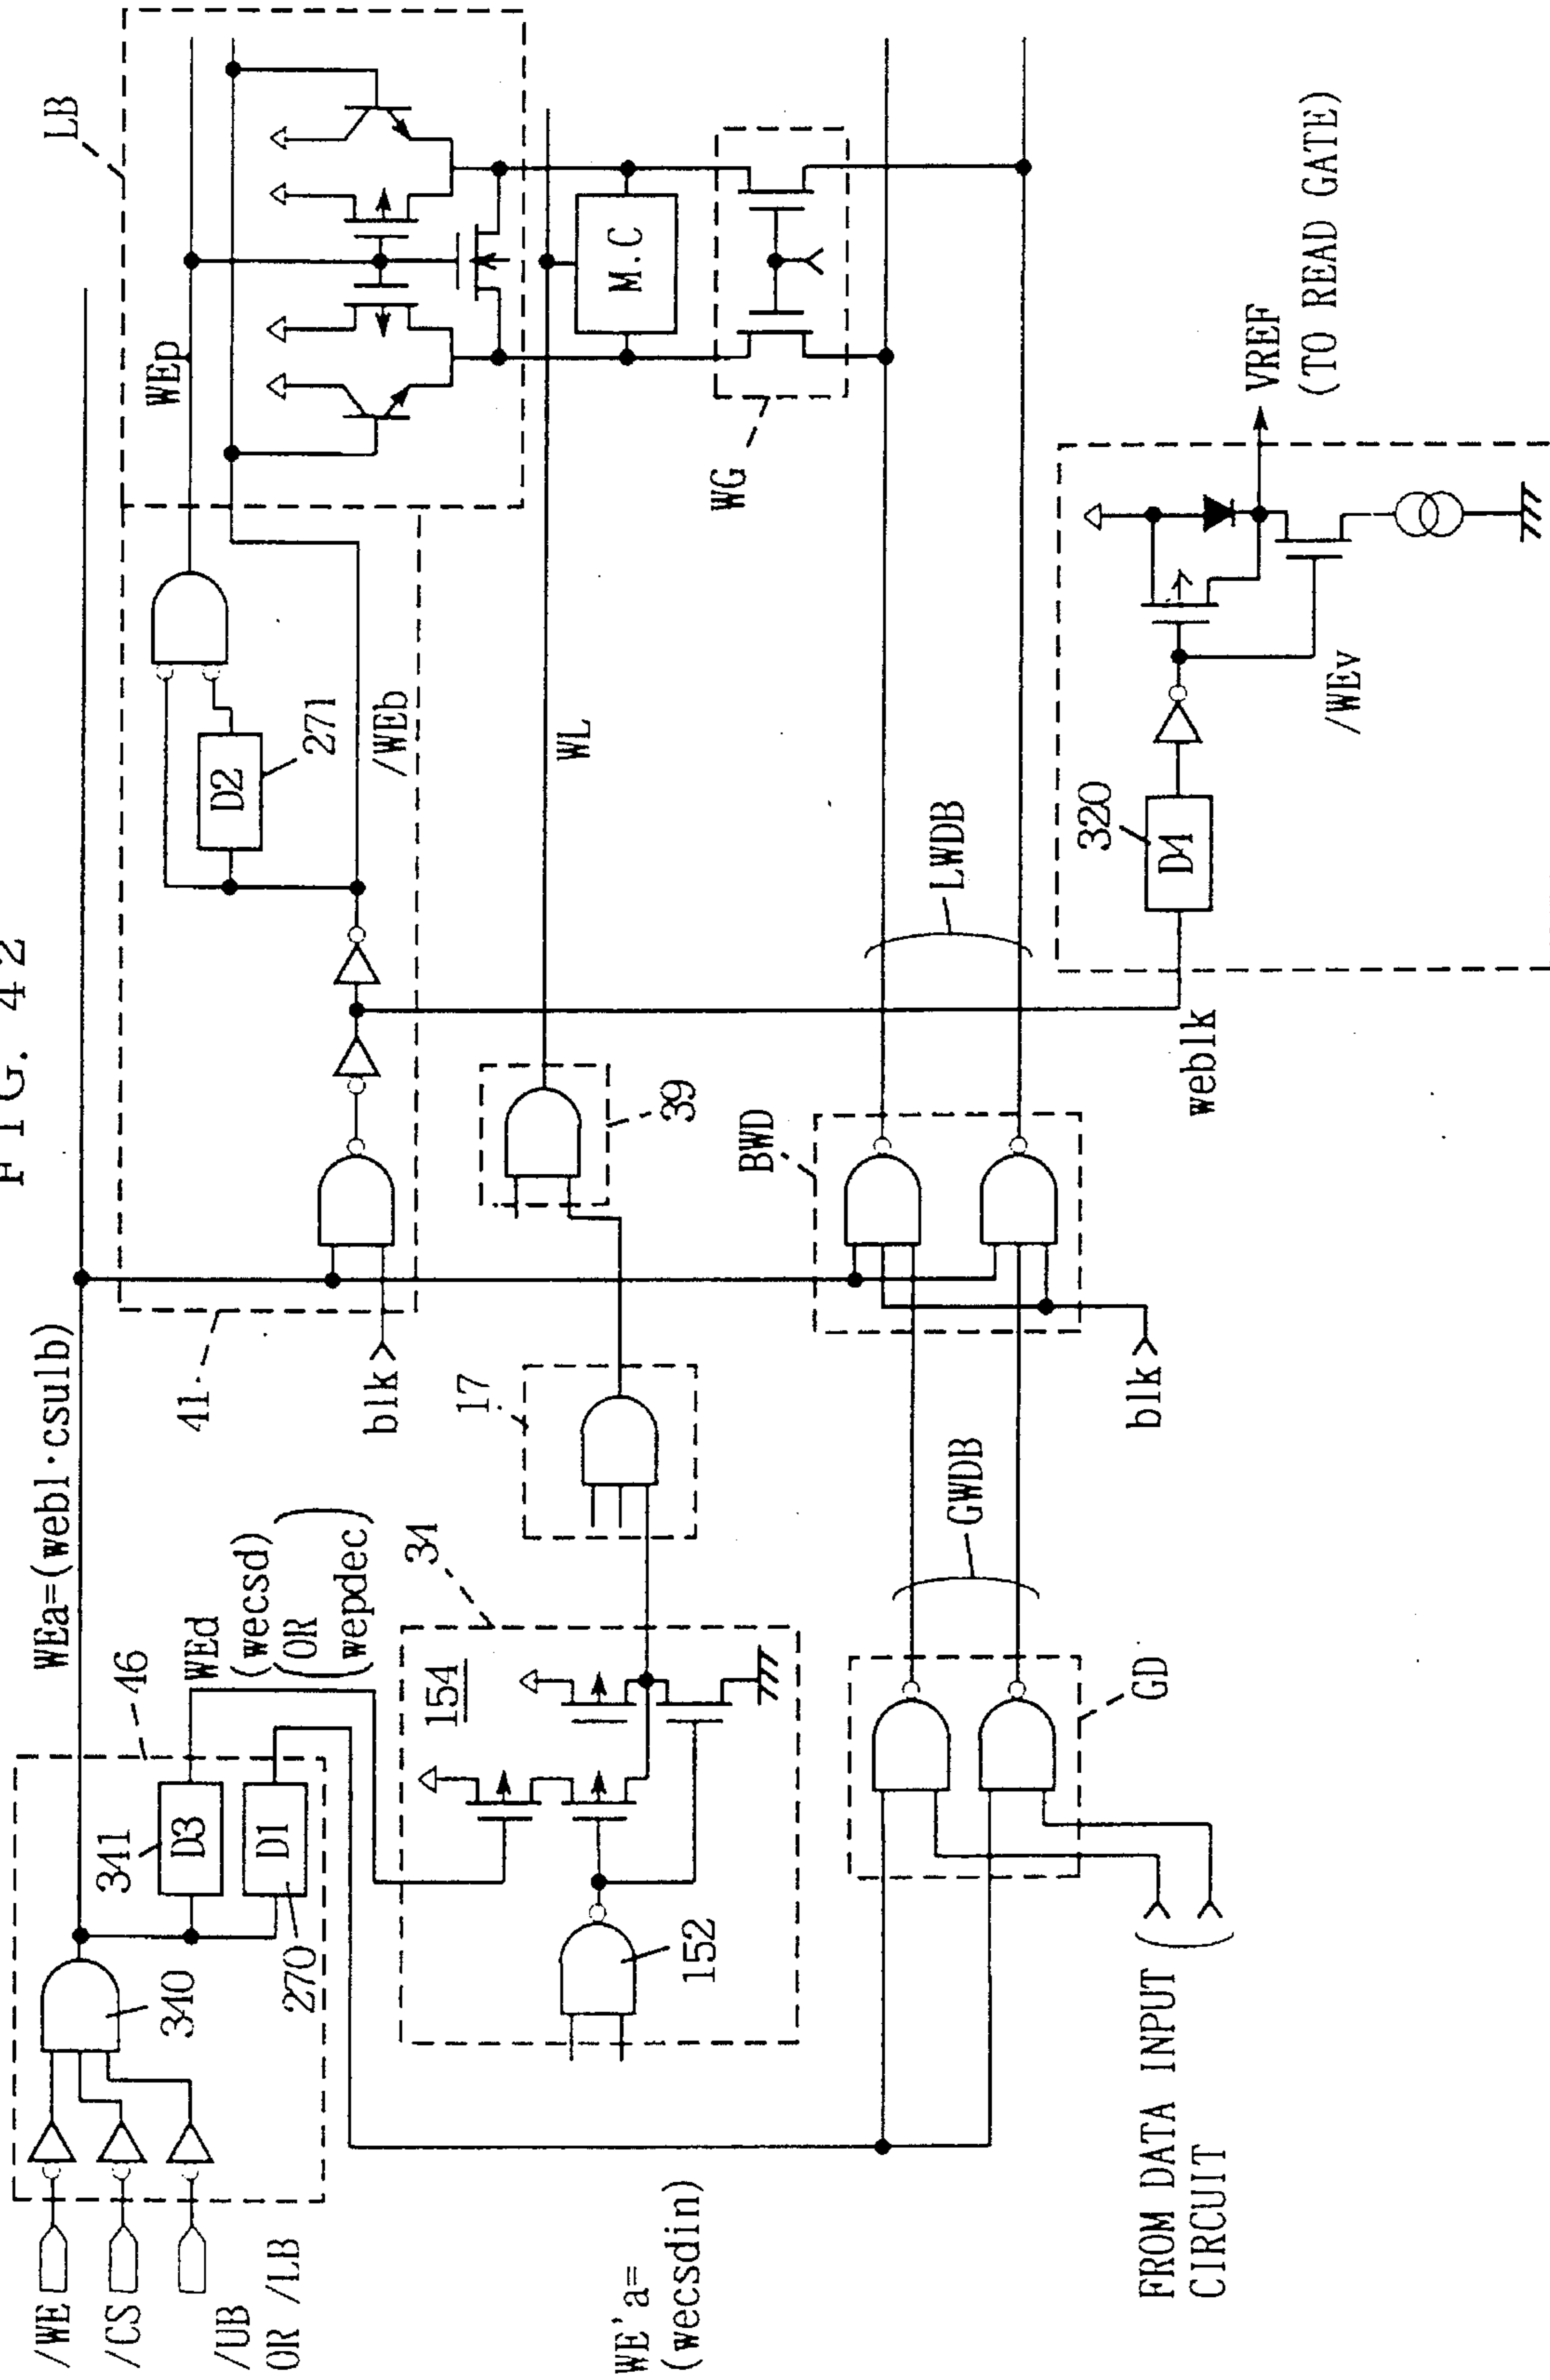 FIG. 42
/WE
/CS
/UB
OR /LB
46
340
341
D3
D1
270
WEa=(webl·csulb)
WEd
(wecsd)
OR
wepdec
WE'a=
(wecsdin)
34
154
152
17
39
WL
41
blk
D2
271
/WEb
WEp
LB
M.C
WG
GD
GWDB
BWD
blk
LWDB
weblk
320
D4
/WEv
VREF
(TO READ GATE)
FROM DATA INPUT
CIRCUIT